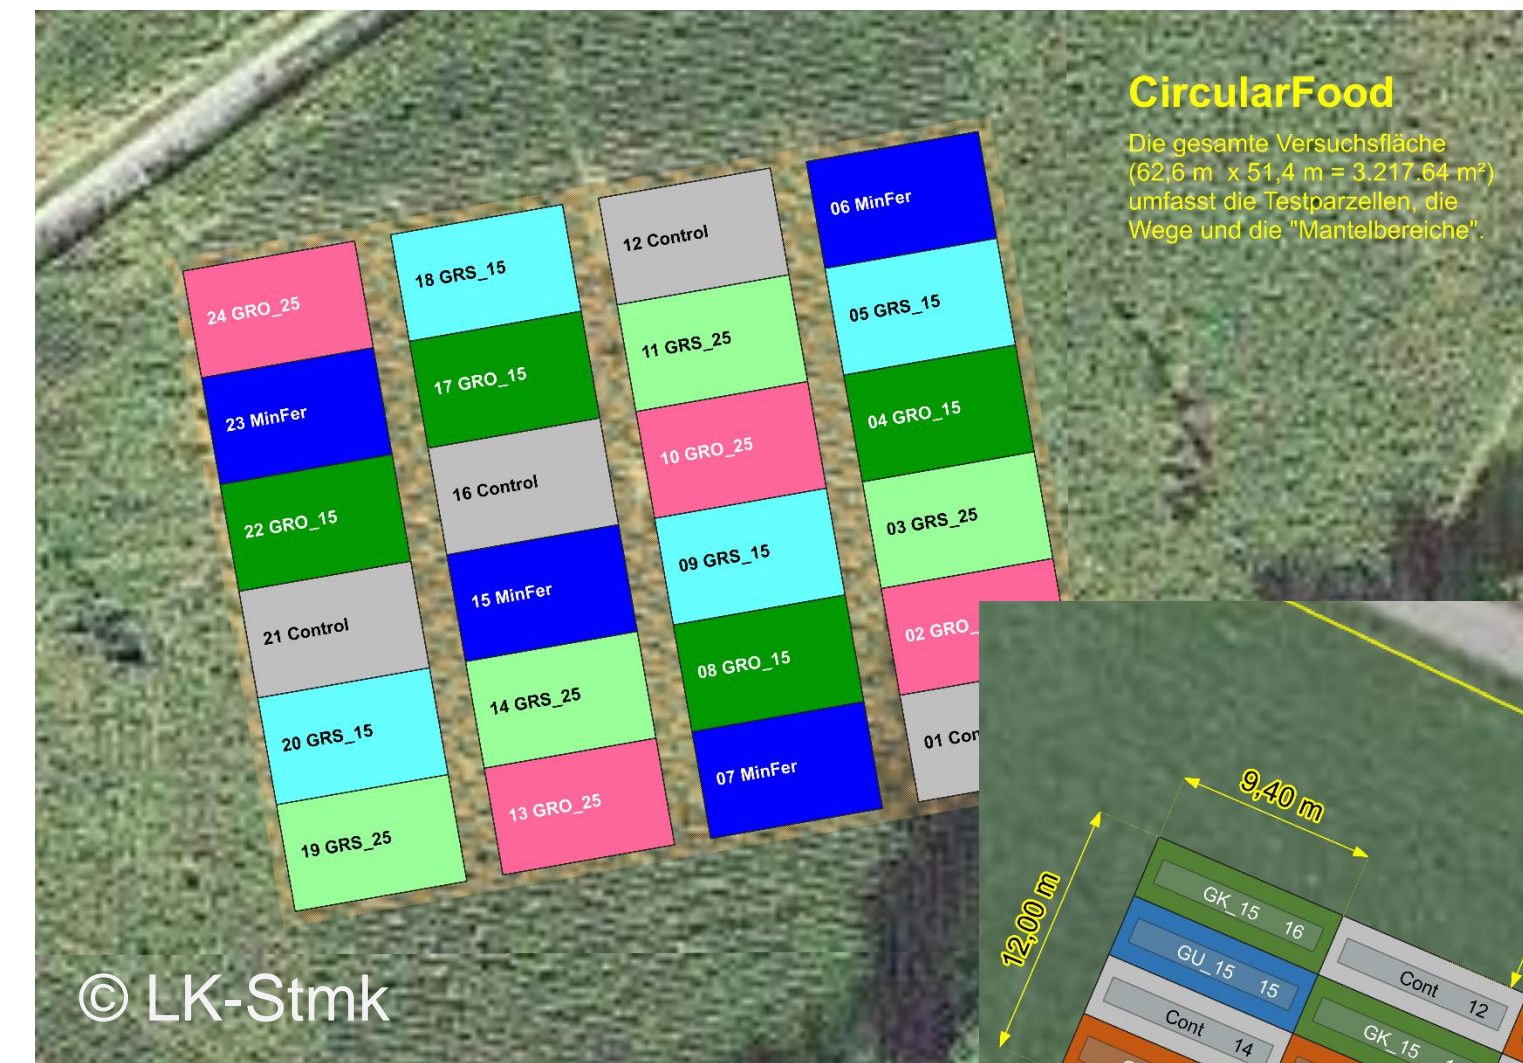 CircularFood
Die gesamte Versuchsfläche
(62,6 m x 51,4 m = 3.217.64 m²)
umfasst die Testparzellen, die
Wege und die "Mantelbereiche".
24 GRO_25
23 MinFer
22 GRO_15
21 Control
20 GRS_15
19 GRS_25
18 GRS_15
17 GRO_15
16 Control
15 MinFer
14 GRS_25
13 GRO_25
12 Control
11 GRS_25
10 GRO_25
09 GRS_15
08 GRO_15
07 MinFer
06 MinFer
05 GRS_15
04 GRO_15
03 GRS_25
02 GRO_
01 Con
9,40 m
12,00 m
GK_15 16
GU_15 15
Cont 14
Cont 12
GK_15
© LK-Stmk